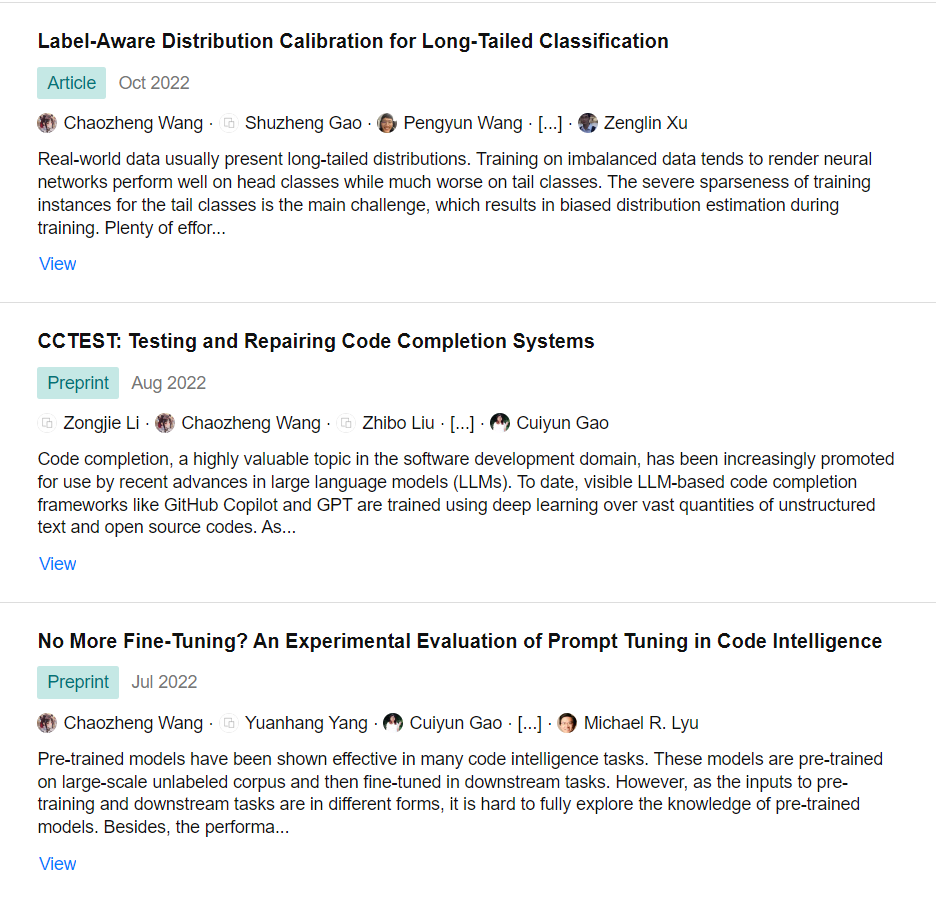 Label-Aware Distribution Calibration for Long-Tailed Classification
Article Oct 2022
Chaozheng Wang · Shuzheng Gao · Pengyun Wang · [...] · Zenglin Xu
Real-world data usually present long-tailed distributions. Training on imbalanced data tends to render neural
networks perform well on head classes while much worse on tail classes. The severe sparseness of training
instances for the tail classes is the main challenge, which results in biased distribution estimation during
training. Plenty of effor...
View
CCTEST: Testing and Repairing Code Completion Systems
Preprint Aug 2022
Zongjie Li · Chaozheng Wang · Zhibo Liu · [...] · Cuiyun Gao
Code completion, a highly valuable topic in the software development domain, has been increasingly promoted
for use by recent advances in large language models (LLMs). To date, visible LLM-based code completion
frameworks like GitHub Copilot and GPT are trained using deep learning over vast quantities of unstructured
text and open source codes. As...
View
No More Fine-Tuning? An Experimental Evaluation of Prompt Tuning in Code Intelligence
Preprint Jul 2022
Chaozheng Wang · Yuanhang Yang · Cuiyun Gao · [...] · Michael R. Lyu
Pre-trained models have been shown effective in many code intelligence tasks. These models are pre-trained
on large-scale unlabeled corpus and then fine-tuned in downstream tasks. However, as the inputs to pre-
training and downstream tasks are in different forms, it is hard to fully explore the knowledge of pre-trained
models. Besides, the performa...
View